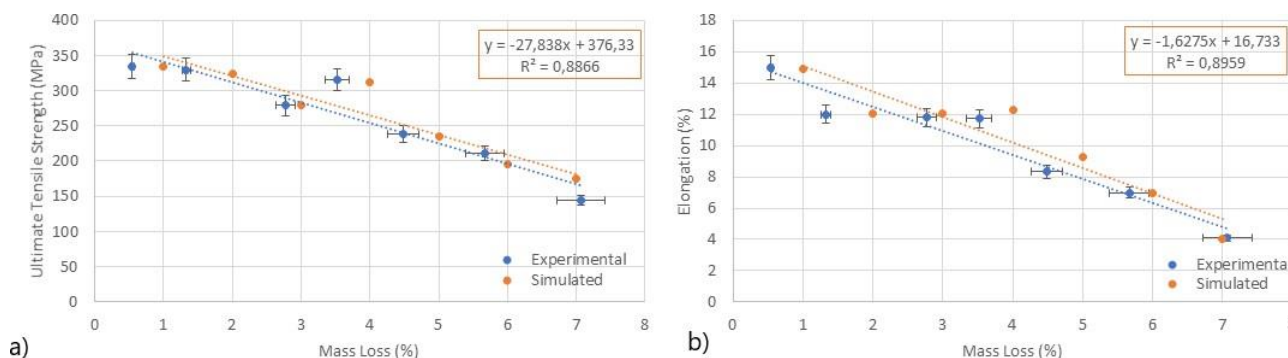 400
350
300
250
200
150
100
50
0
Ultimate Tensile Strength (MPa)
y = -27,838x + 376,33
R² = 0,8866
Experimental
Simulated
0 1 2 3 4 5 6 7 8
Mass Loss (%)
a)
18
16
14
12
10
8
6
4
2
0
Elongation (%)
y = -1,6275x + 16,733
R² = 0,8959
Experimental
Simulated
0 1 2 3 4 5 6 7
Mass Loss (%)
b)